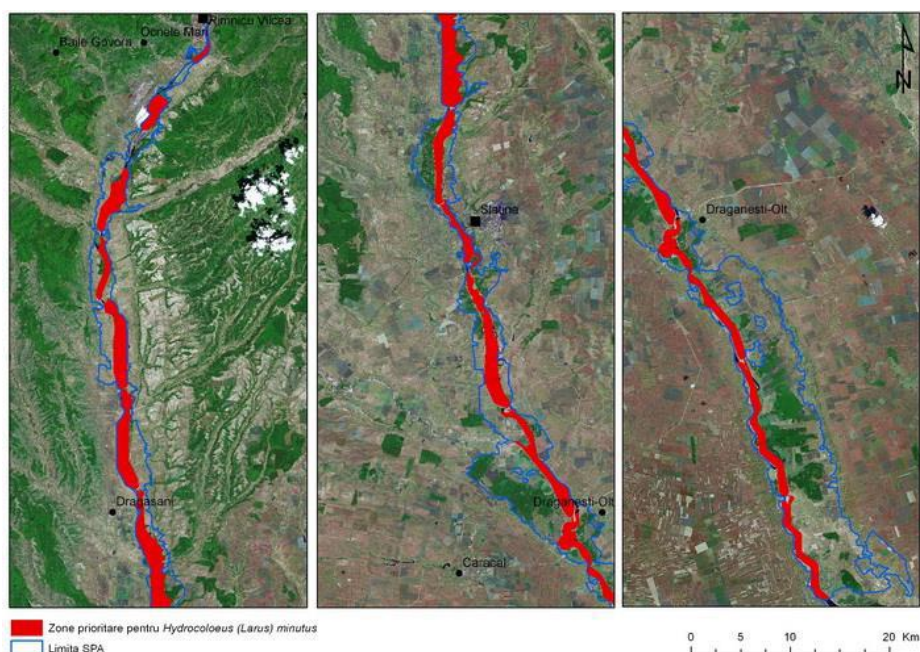 Rimnicu Vilcea
Ocnele Mari
Baile Govora
Dragasani
Slatina
Draganesti-Olt
Caracal
Draganesti-Olt
N
Zone prioritare pentru Hydrocoloeus (Larus) minutus
Limita SPA
0 5 10 20 Km